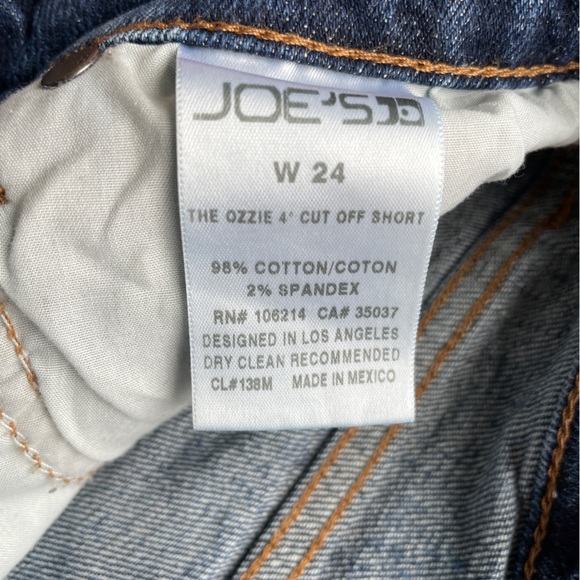 JOE'S
W 24
THE OZZIE 4" CUT OFF SHORT
98% COTTON/COTON
2% SPANDEX
RN# 106214 CA# 35037
DESIGNED IN LOS ANGELES
DRY CLEAN RECOMMENDED
CL#138M MADE IN MEXICO